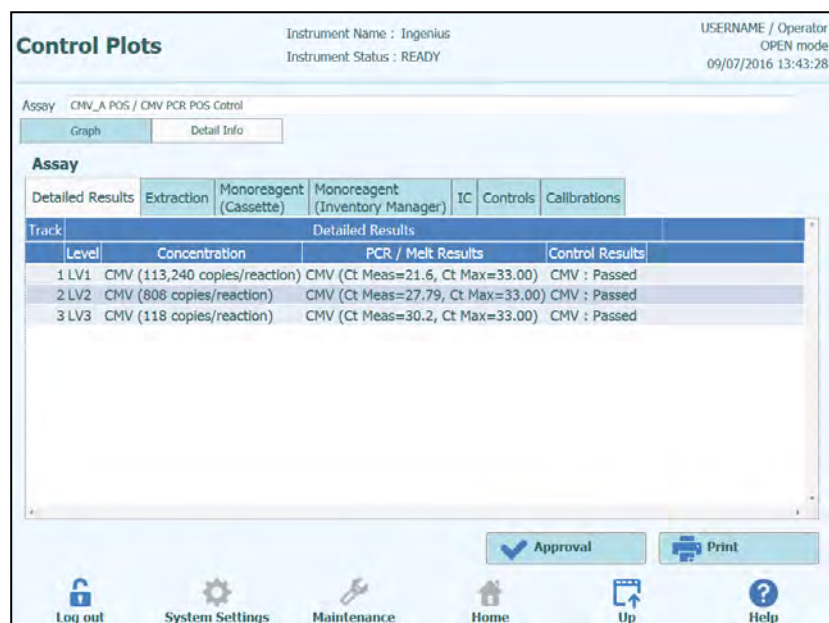 Control Plots
Instrument Name : Ingenius
Instrument Status : READY
USERNAME / Operator
OPEN mode
09/07/2016 13:43:28
Assay CMV_A POS / CMV PCR POS Cotrol
Graph Detail Info
Assay
Detailed Results Extraction Monoreagent (Cassette) Monoreagent (Inventory Manager) IC Controls Calibrations
Track Detailed Results
Level Concentration PCR / Melt Results Control Results
1 LV1 CMV (113,240 copies/reaction) CMV (Ct Meas=21.6, Ct Max=33.00) CMV : Passed
2 LV2 CMV (808 copies/reaction) CMV (Ct Meas=27.79, Ct Max=33.00) CMV : Passed
3 LV3 CMV (118 copies/reaction) CMV (Ct Meas=30.2, Ct Max=33.00) CMV : Passed
Approval Print
Log out System Settings Maintenance Home Up Help